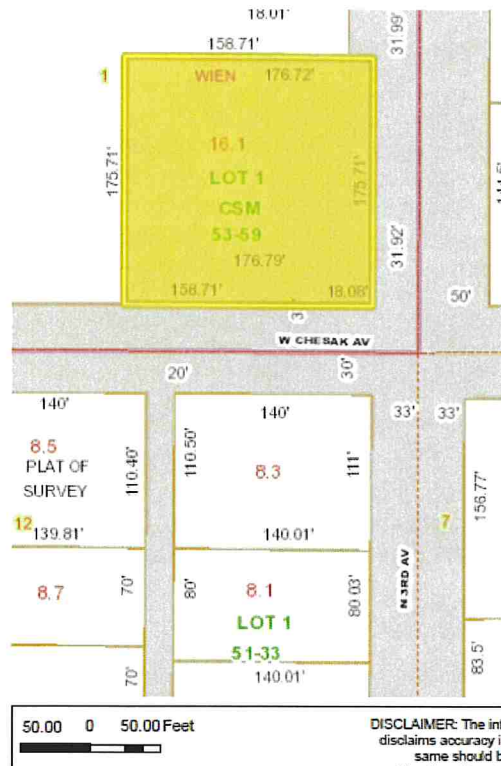 18.01'
158.71'
31.99'
1
WIEN 176.72'
16.1
175.71'
175.71'
LOT 1
CSM
53-59
31.92'
176.79'
158.71' 18.08'
50'
3
W CHESAK AV
20' 30'
140' 140' 33' 33'
8.5
PLAT OF
SURVEY
110.40'
110.50'
8.3
111'
156.77'
12
139.81'
140.01'
7
8.7
70'
80'
8.1
80.03'
N 3RD AV
LOT 1
51-33
70'
140.01'
83.5'
50.00 0 50.00 Feet
DISCLAIMER: The
disclaims accuracy
same should